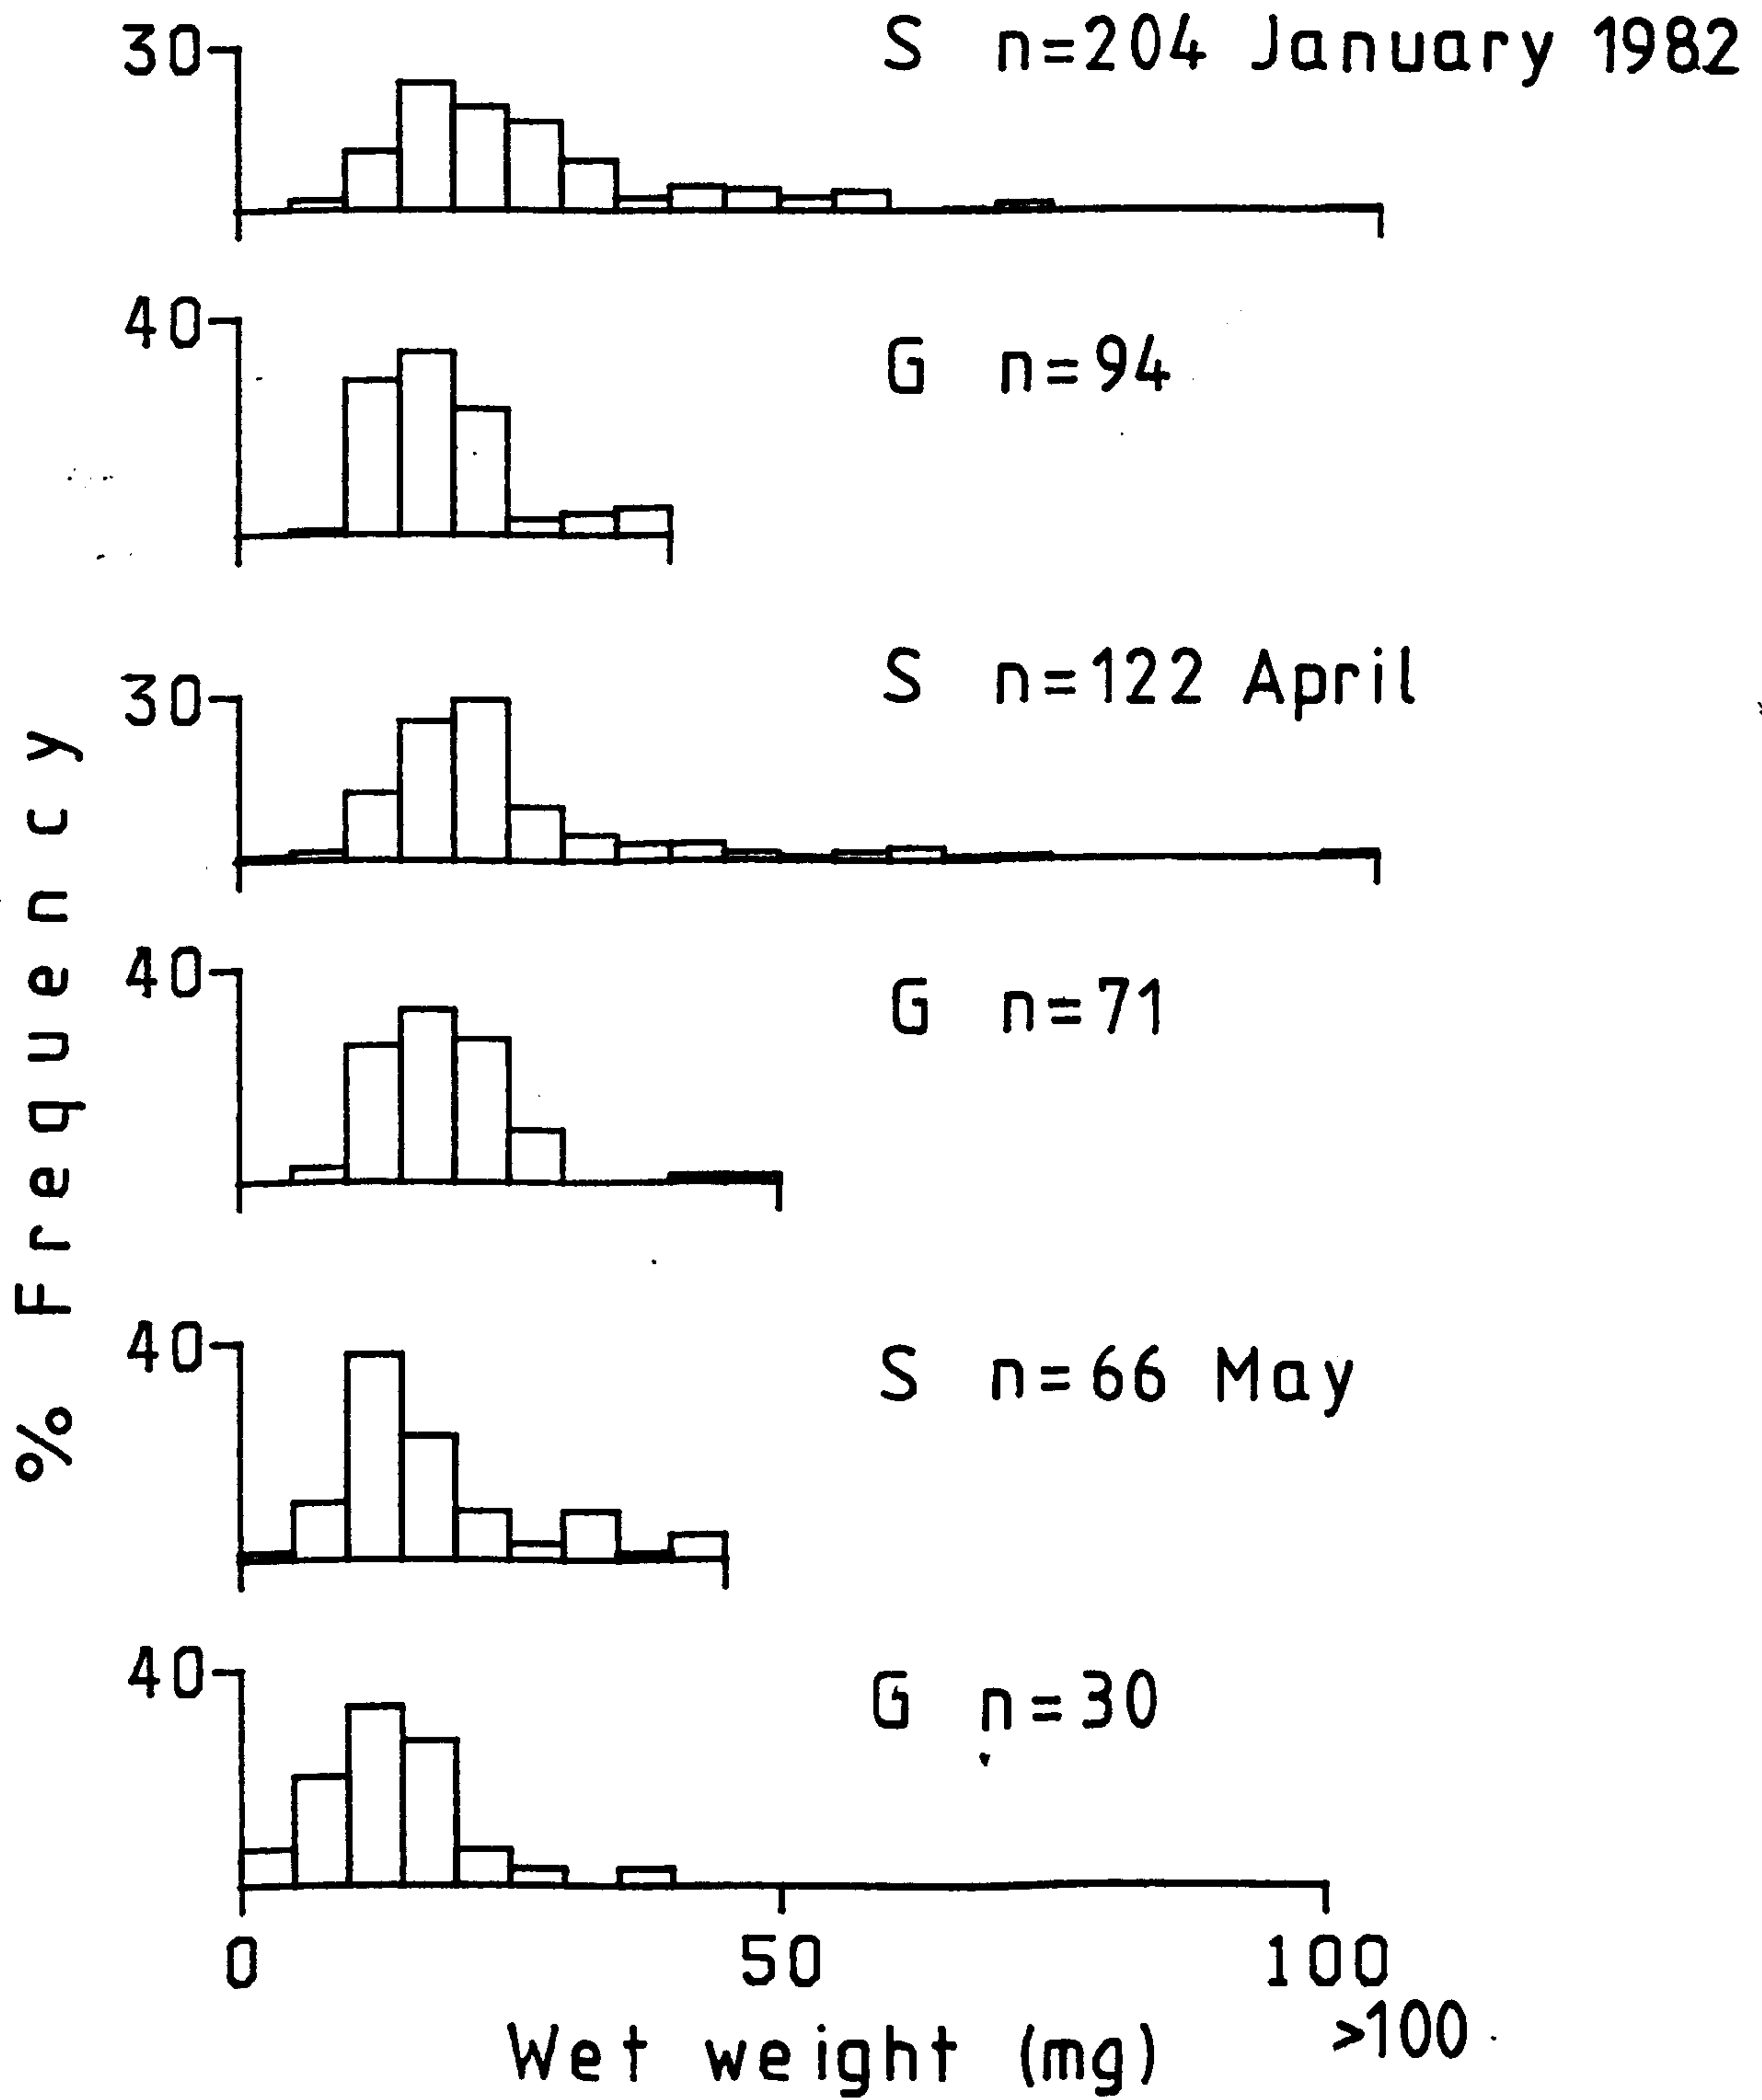 30
S n=204 January 1982
40
G n=94
30
S n=122 April
40
G n=71
% Frequency
40
S n=66 May
40
G n=30
0 50 100
>100
Wet weight (mg)